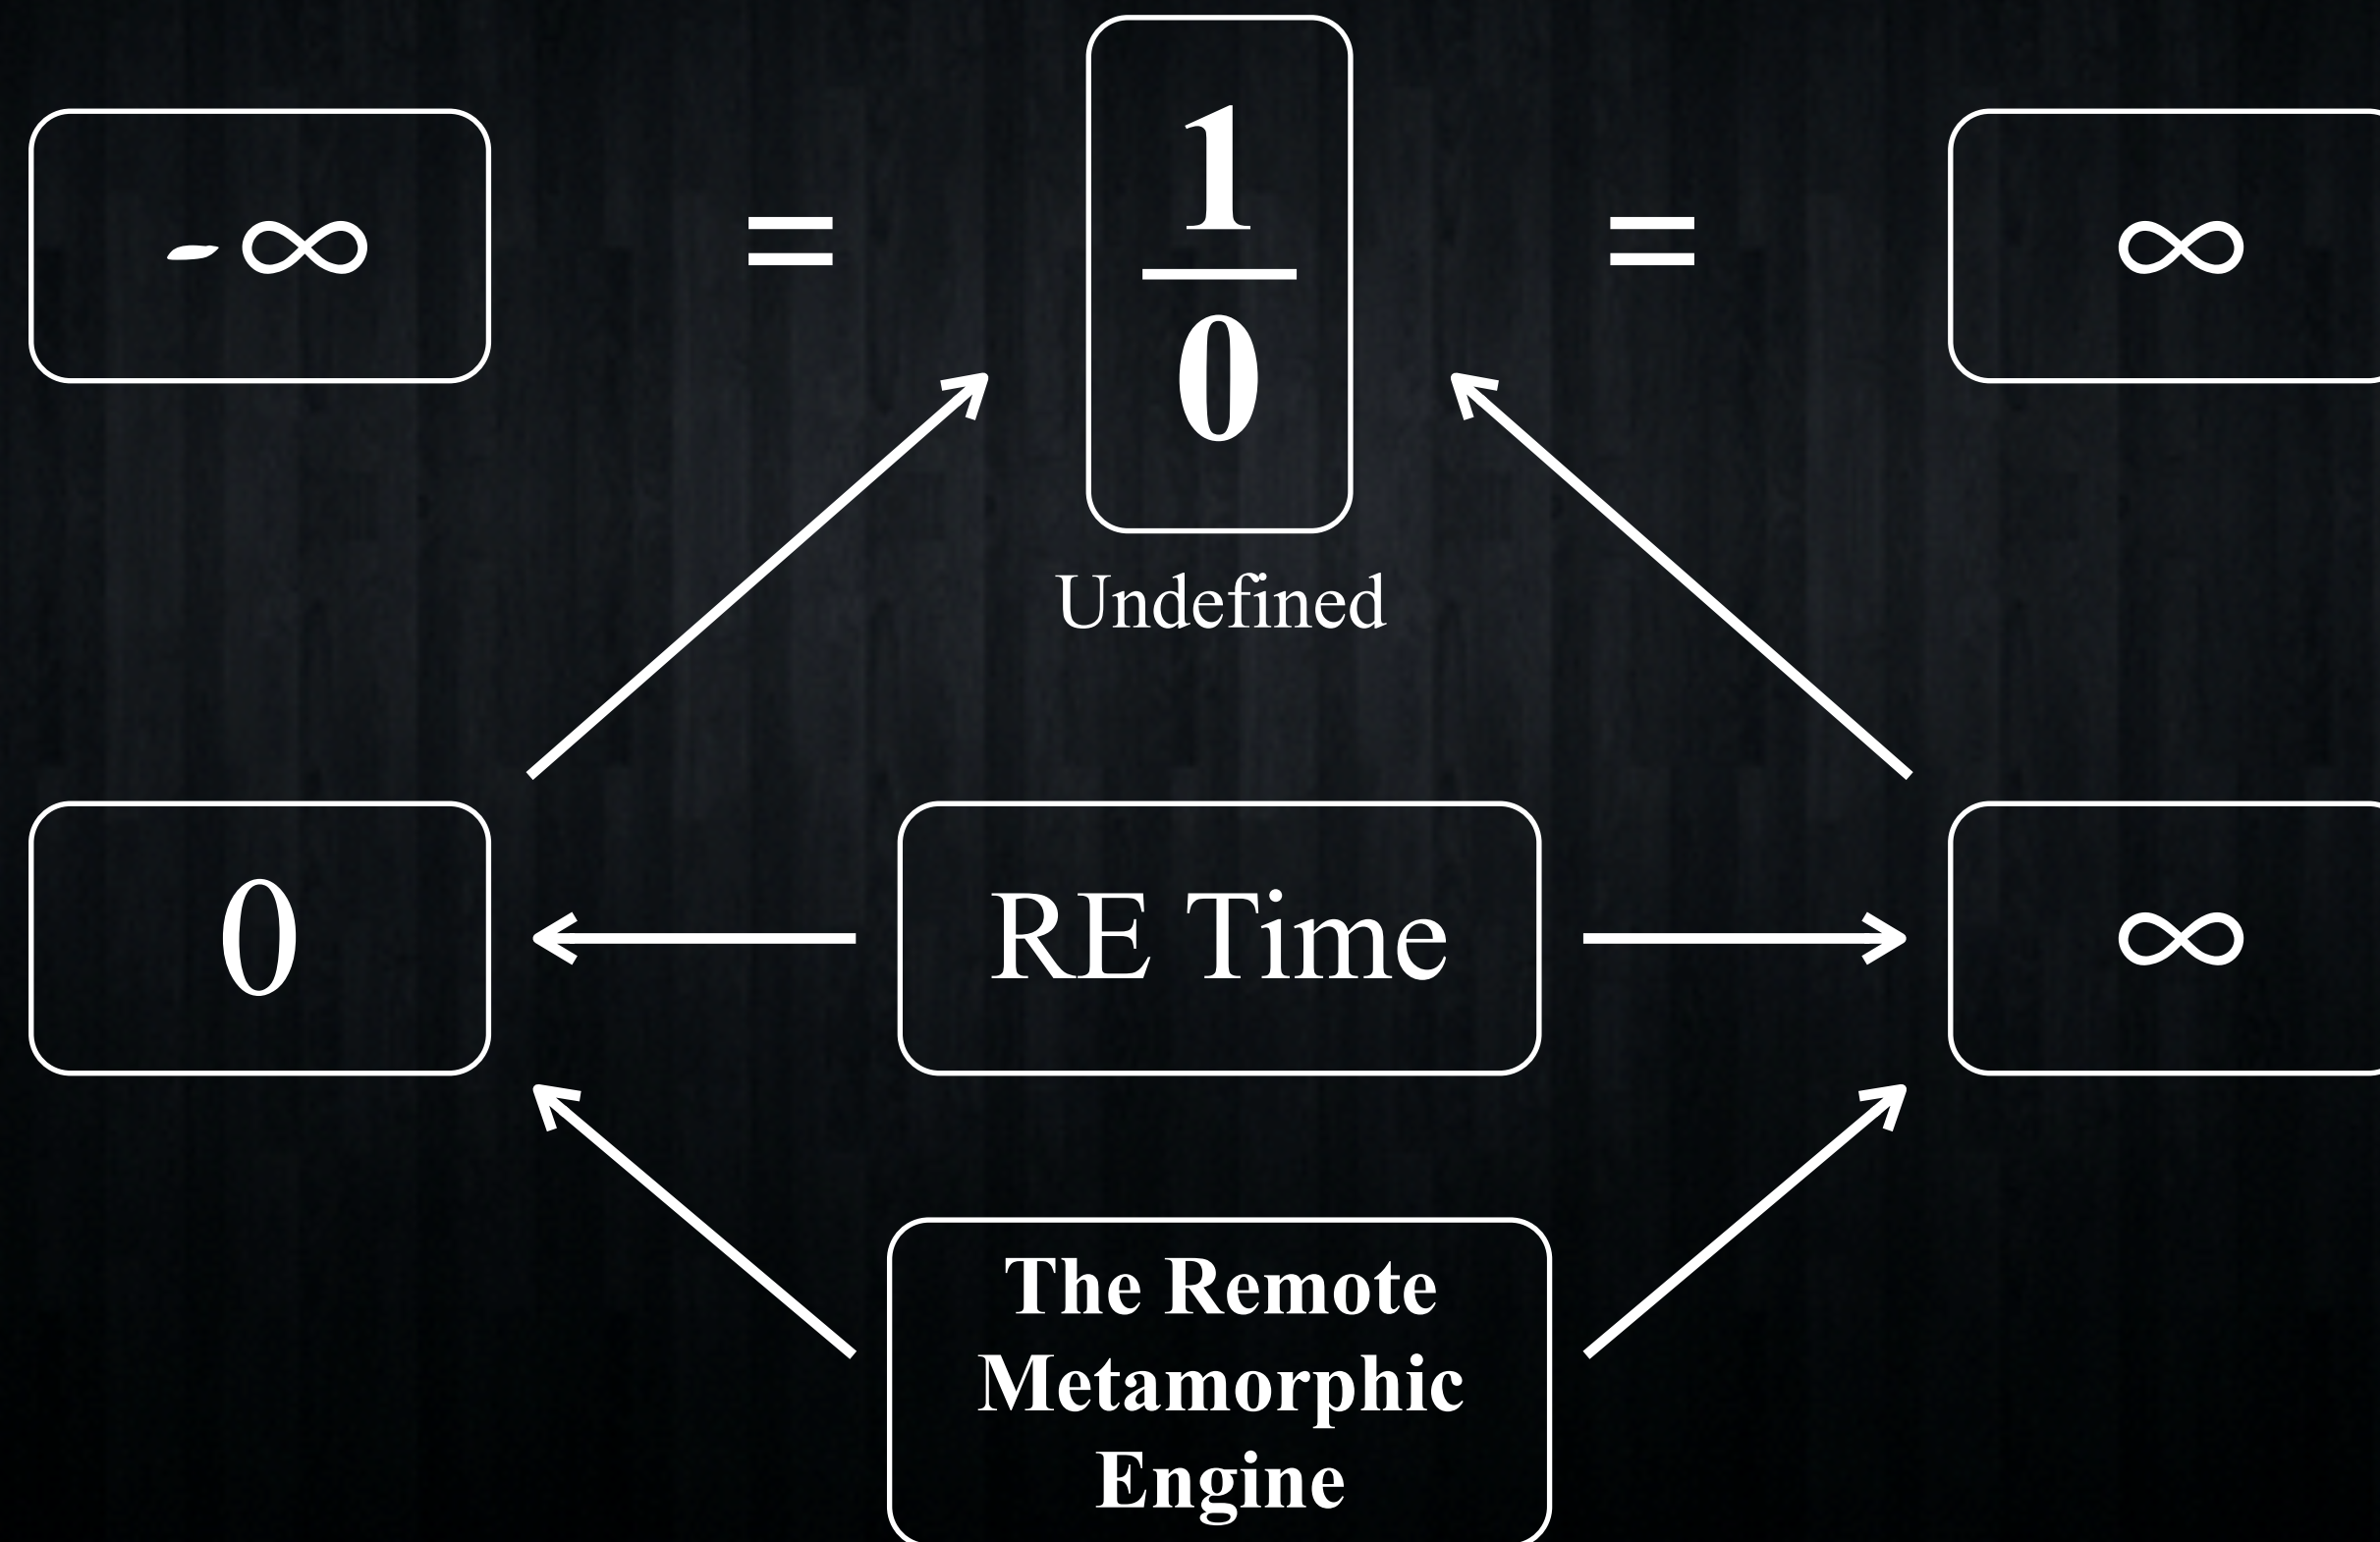 -∞ = 1/0 = ∞
Undefined
0 RE Time ∞
The Remote
Metamorphic
Engine